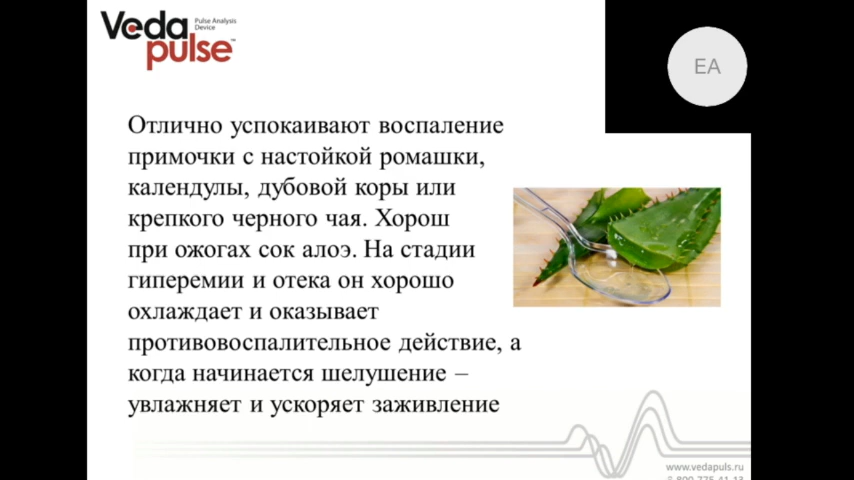 Veda
pulse™
Pulse Analysis
Device
EA
Отлично успокаивают воспаление
примочки с настойкой ромашки,
календулы, дубовой коры или
крепкого черного чая. Хорош
при ожогах сок алоэ. На стадии
гиперемии и отека он хорошо
охлаждает и оказывает
противовоспалительное действие, а
когда начинается шелушение –
увлажняет и ускоряет заживление
www.vedapuls.ru